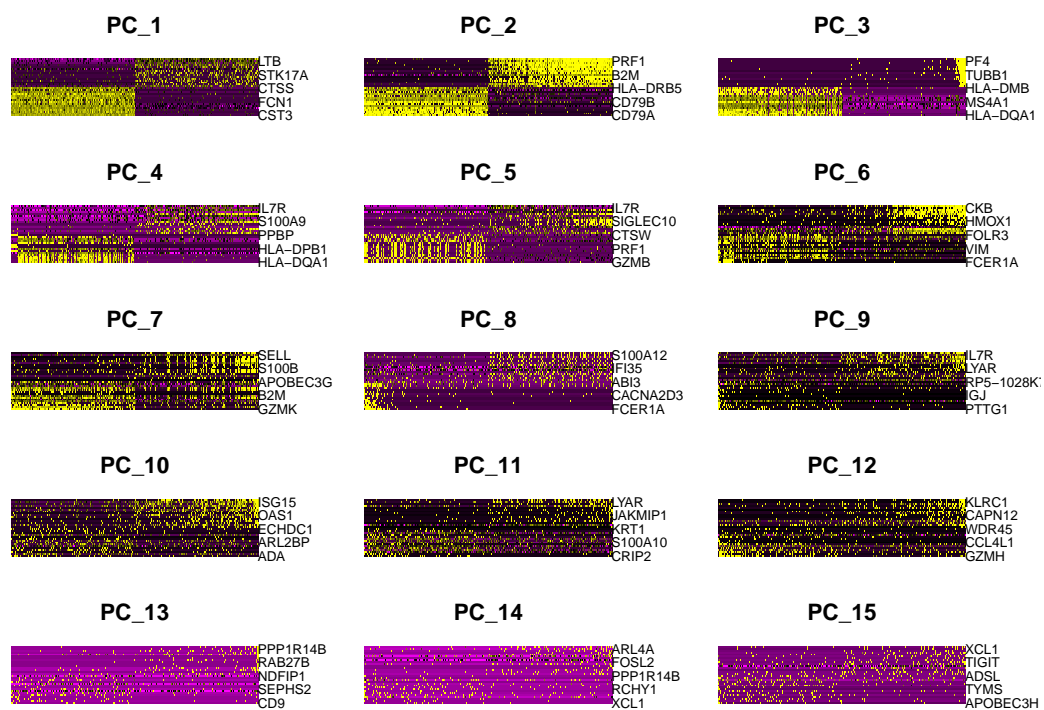 PC_1
PC_2
PC_3
LTB
STK17A
CTSS
FCN1
CST3
PRF1
B2M
HLA−DRB5
CD79B
CD79A
PF4
TUBB1
HLA−DMB
MS4A1
HLA−DQA1
PC_4
PC_5
PC_6
IL7R
S100A9
PPBP
HLA−DPB1
HLA−DQA1
IL7R
SIGLEC10
CTSW
PRF1
GZMB
CKB
HMOX1
FOLR3
VIM
FCER1A
PC_7
PC_8
PC_9
SELL
S100B
APOBEC3G
B2M
GZMK
S100A12
IFI35
ABI3
CACNA2D3
FCER1A
IL7R
LYAR
RP5−1028K7
IGJ
PTTG1
PC_10
PC_11
PC_12
ISG15
OAS1
ECHDC1
ARL2BP
ADA
LYAR
JAKMIP1
KRT1
S100A10
CRIP2
KLRC1
CAPN12
WDR45
CCL4L1
GZMH
PC_13
PC_14
PC_15
PPP1R14B
RAB27B
NDFIP1
SEPHS2
CD9
ARL4A
FOSL2
PPP1R14B
RCHY1
XCL1
XCL1
TIGIT
ADSL
TYMS
APOBEC3H